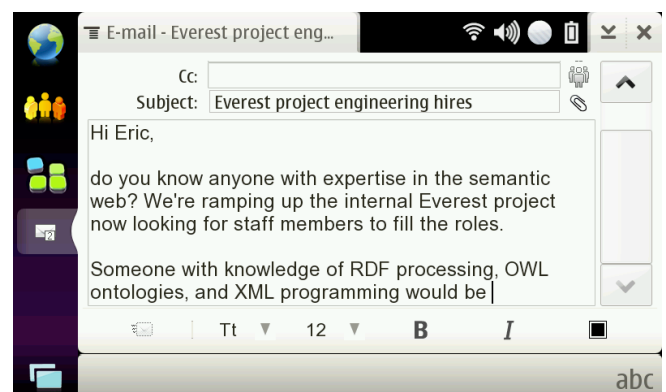 E-mail - Everest project eng...
Cc:
Subject: Everest project engineering hires
Hi Eric,
do you know anyone with expertise in the semantic
web? We're ramping up the internal Everest project
now looking for staff members to fill the roles.
Someone with knowledge of RDF processing, OWL
ontologies, and XML programming would be
2
Tt 12 B I
abc